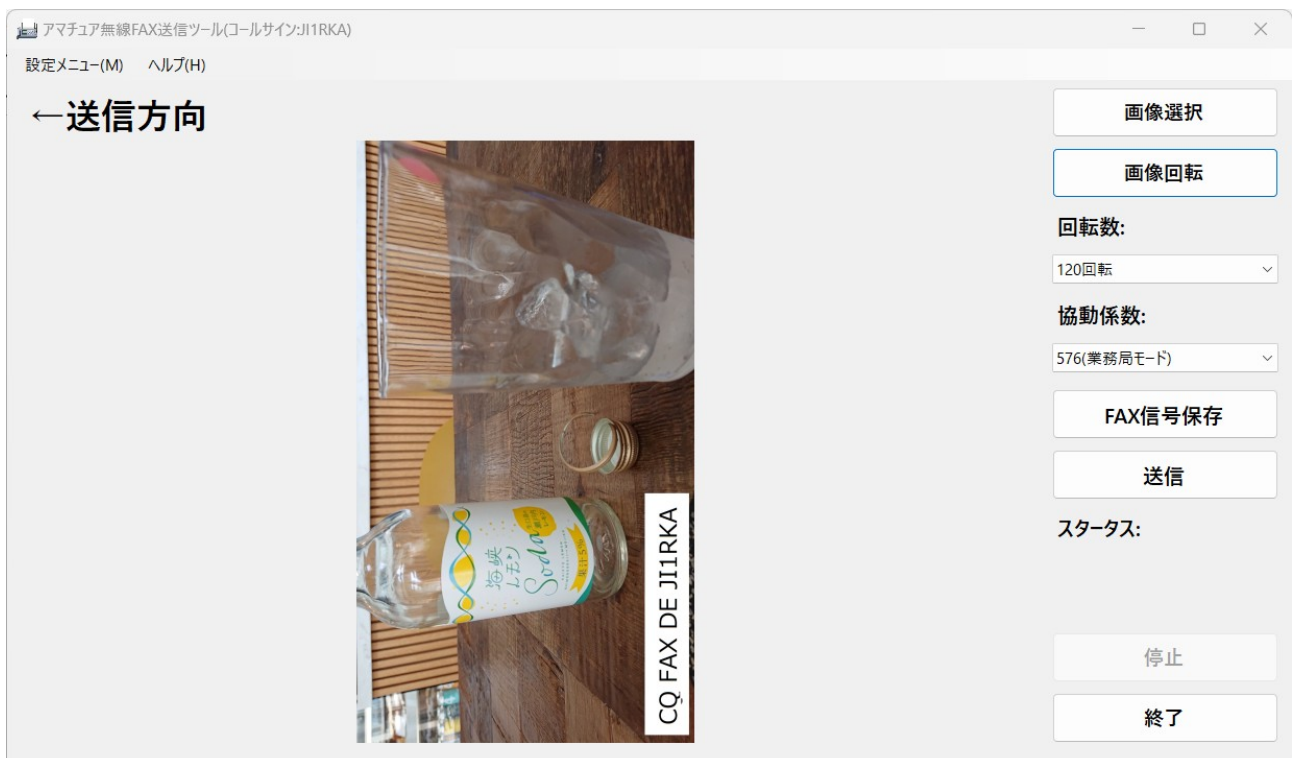 アマチュア無線FAX送信ツール(コールサイン:JI1RKA)
設定メニュー(M) ヘルプ(H)
←送信方向
画像選択
画像回転
回転数:
120回転
協動係数:
576(業務局モード)
FAX信号保存
送信
スタータス:
停止
終了
海峡
レモン
Soda
果汁5%
CQ FAX DE JI1RKA